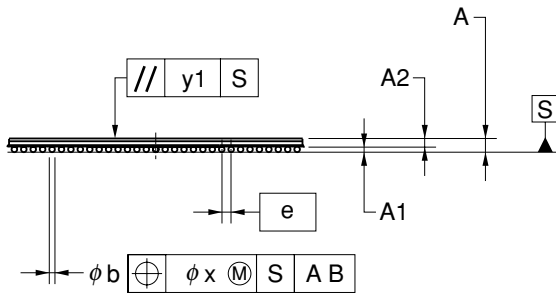 A
// y1 S
A2
S
e
A1
φb ⌖ φx Ⓜ S A B